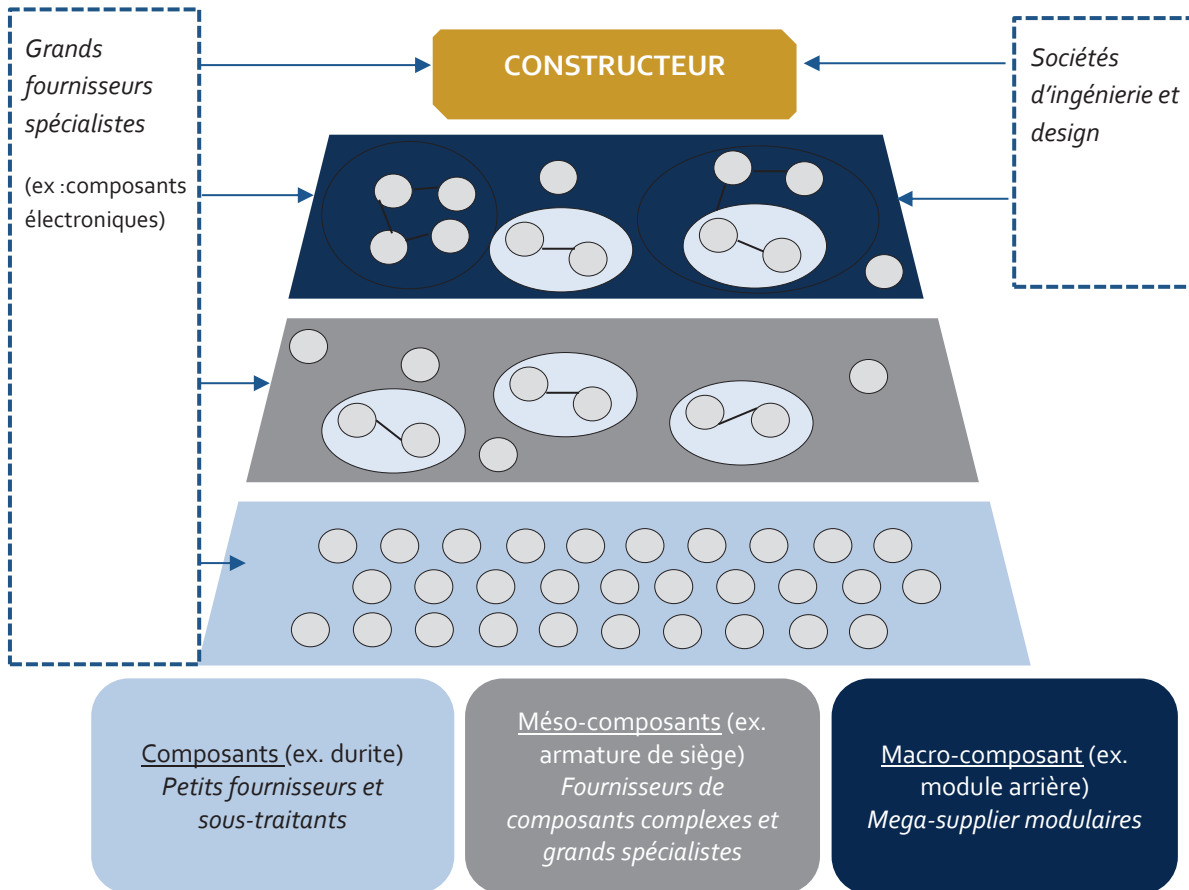 Grands
fournisseurs
spécialistes
(ex :composants
électroniques)
CONSTRUCTEUR
Sociétés
d'ingénierie et
design
Composants (ex. durite)
Petits fournisseurs et
sous-traitants
Méso-composants (ex.
armature de siège)
Fournisseurs de
composants complexes et
grands spécialistes
Macro-composant (ex.
module arrière)
Mega-supplier modulaires